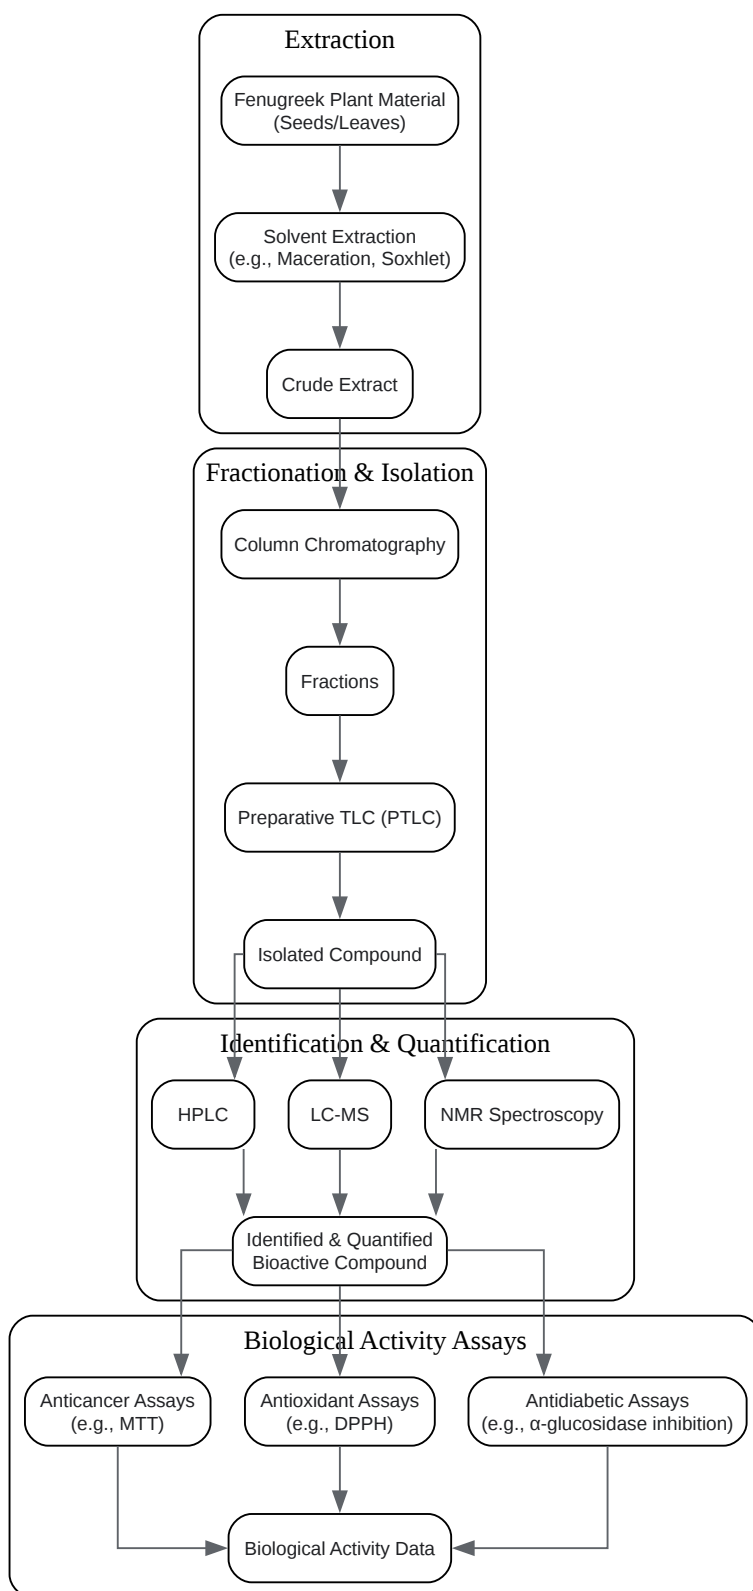 Extraction
Fenugreek Plant Material
(Seeds/Leaves)
Solvent Extraction
(e.g., Maceration, Soxhlet)
Crude Extract
Fractionation & Isolation
Column Chromatography
Fractions
Preparative TLC (PTLC)
Isolated Compound
Identification & Quantification
HPLC
LC-MS
NMR Spectroscopy
Identified & Quantified
Bioactive Compound
Biological Activity Assays
Anticancer Assays
(e.g., MTT)
Antioxidant Assays
(e.g., DPPH)
Antidiabetic Assays
(e.g., α-glucosidase inhibition)
Biological Activity Data